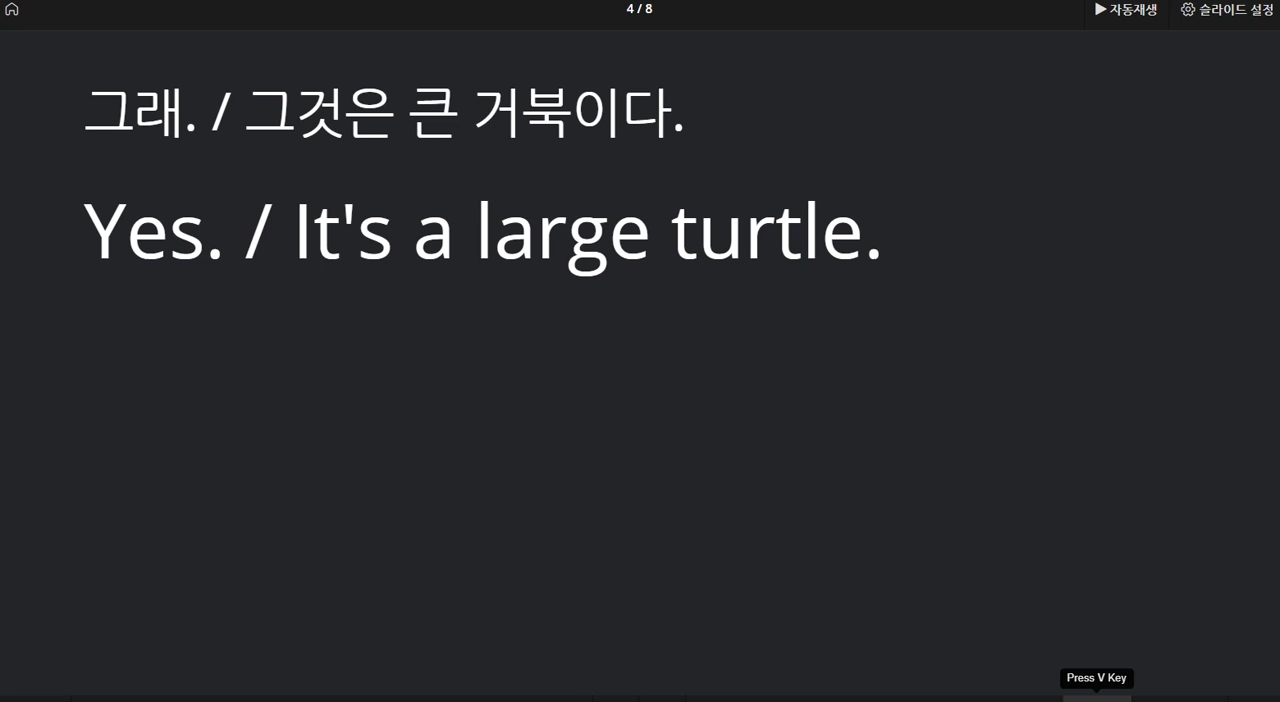 4 / 8
▶ 자동재생
슬라이드 설정
그래. / 그것은 큰 거북이다.
Yes. / It's a large turtle.
Press V Key